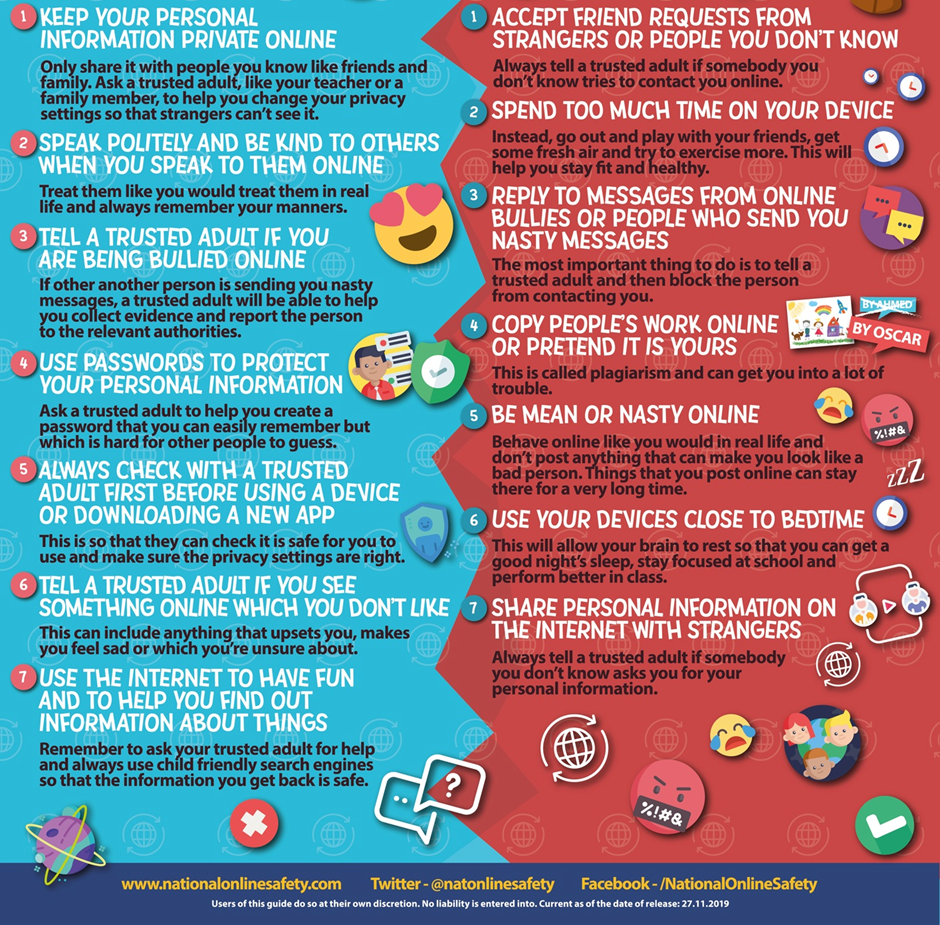 1 KEEP YOUR PERSONAL
INFORMATION PRIVATE ONLINE
Only share it with people you know like friends and
family. Ask a trusted adult, like your teacher or a
family member, to help you change your privacy
settings so that strangers can't see it.
2 SPEAK POLITELY AND BE KIND TO OTHERS
WHEN YOU SPEAK TO THEM ONLINE
Treat them like you would treat them in real
life and always remember your manners.
3 TELL A TRUSTED ADULT IF YOU
ARE BEING BULLIED ONLINE
If other another person is sending you nasty
messages, a trusted adult will be able to help
you collect evidence and report the person
to the relevant authorities.
4 USE PASSWORDS TO PROTECT
YOUR PERSONAL INFORMATION
Ask a trusted adult to help you create a
password that you can easily remember but
which is hard for other people to guess.
5 ALWAYS CHECK WITH A TRUSTED
ADULT FIRST BEFORE USING A DEVICE
OR DOWNLOADING A NEW APP
This is so that they can check it is safe for you to
use and make sure the privacy settings are right.
6 TELL A TRUSTED ADULT IF YOU SEE
SOMETHING ONLINE WHICH YOU DON'T LIKE
This can include anything that upsets you, makes
you feel sad or which you're unsure about.
7 USE THE INTERNET TO HAVE FUN
AND TO HELP YOU FIND OUT
INFORMATION ABOUT THINGS
Remember to ask your trusted adult for help
and always use child friendly search engines
so that the information you get back is safe.
?
1 ACCEPT FRIEND REQUESTS FROM
STRANGERS OR PEOPLE YOU DON'T KNOW
Always tell a trusted adult if somebody you
don't know tries to contact you online.
2 SPEND TOO MUCH TIME ON YOUR DEVICE
Instead, go out and play with your friends, get
some fresh air and try to exercise more. This will
help you stay fit and healthy.
3 REPLY TO MESSAGES FROM ONLINE
BULLIES OR PEOPLE WHO SEND YOU
NASTY MESSAGES
The most important thing to do is to tell a
trusted adult and then block the person
from contacting you.
4 COPY PEOPLE'S WORK ONLINE
OR PRETEND IT IS YOURS
BY AHMED
BY OSCAR
This is called plagiarism and can get you into a lot of
trouble.
5 BE MEAN OR NASTY ONLINE
%!#&
Behave online like you would in real life and
don't post anything that can make you look like a
bad person. Things that you post online can stay
there for a very long time.
zzZ
6 USE YOUR DEVICES CLOSE TO BEDTIME
This will allow your brain to rest so that you can get a
good night's sleep, stay focused at school and
perform better in class.
7 SHARE PERSONAL INFORMATION ON
THE INTERNET WITH STRANGERS
Always tell a trusted adult if somebody
you don't know asks you for your
personal information.
%!#&
www.nationalonlinesafety.com Twitter - @natonlinesafety Facebook - /NationalOnlineSafety
Users of this guide do so at their own discretion. No liability is entered into. Current as of the date of release: 27.11.2019